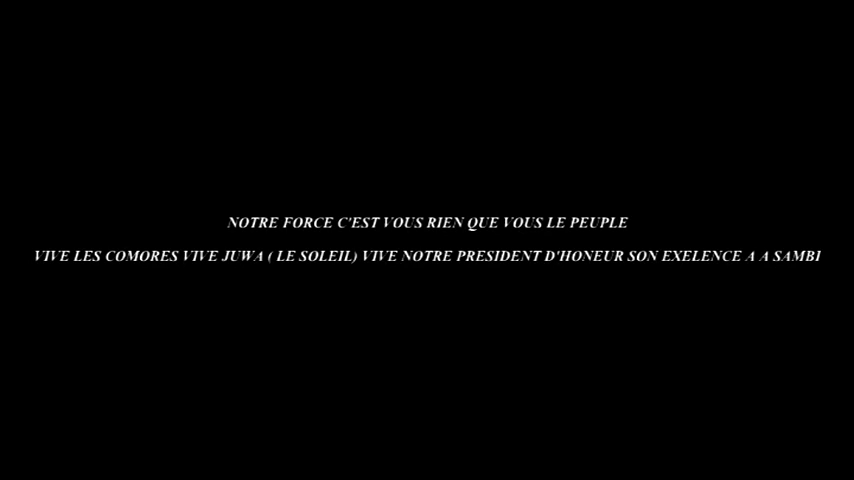 NOTRE FORCE C'EST VOUS RIEN QUE VOUS LE PEUPLE
VIVE LES COMORES VIVE JUWA ( LE SOLEIL) VIVE NOTRE PRESIDENT D'HONEUR SON EXELENCE A A SAMBI